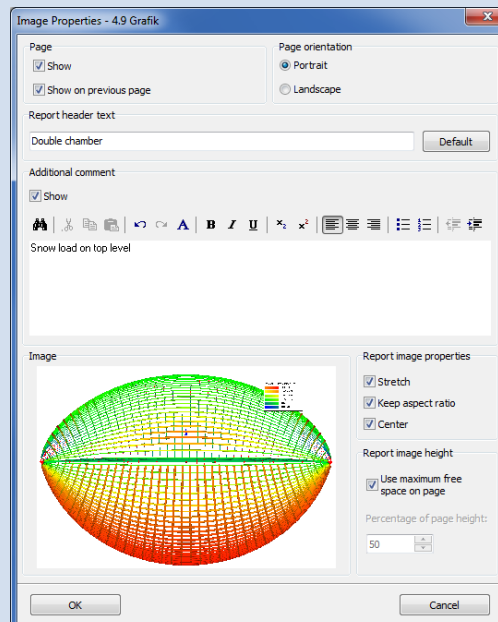 Image Properties - 4.9 Grafik
Page
Show
Show on previous page
Page orientation
Portrait
Landscape
Report header text
Double chamber
Default
Additional comment
Show
A B I U x₂ x²
Snow load on top level
Image
Report image properties
Stretch
Keep aspect ratio
Center
Report image height
Use maximum free
space on page
Percentage of page height:
50
OK
Cancel